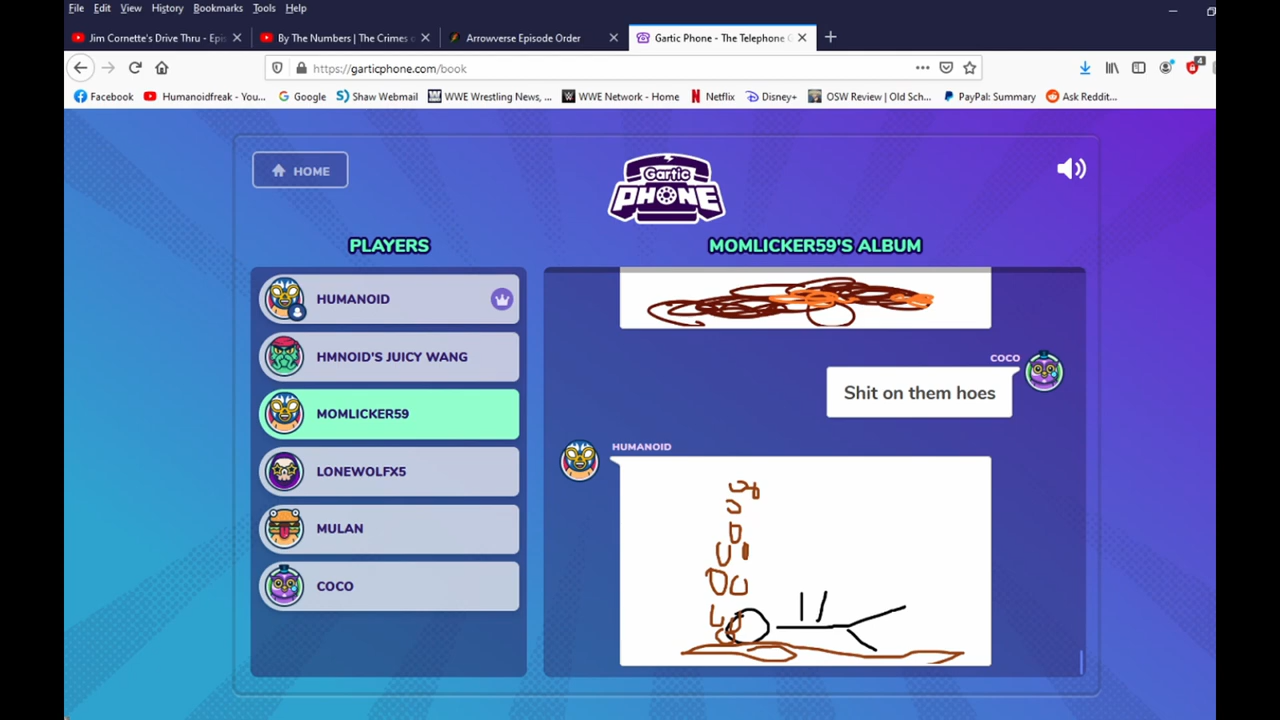 File Edit View History Bookmarks Tools Help
Jim Cornette's Drive Thru - Epi
By The Numbers | The Crimes o
Arrowverse Episode Order
Gartic Phone - The Telephone G
https://garticphone.com/book
4
Facebook
Humanoidfreak - You...
Google
Shaw Webmail
WWE Wrestling News, ...
WWE Network - Home
Netflix
Disney+
OSW Review | Old Sch...
PayPal: Summary
Ask Reddit...
HOME
Gartic
PHONE
PLAYERS
MOMLICKER59'S ALBUM
HUMANOID
HMNOID'S JUICY WANG
MOMLICKER59
LONEWOLFX5
MULAN
COCO
COCO
Shit on them hoes
HUMANOID